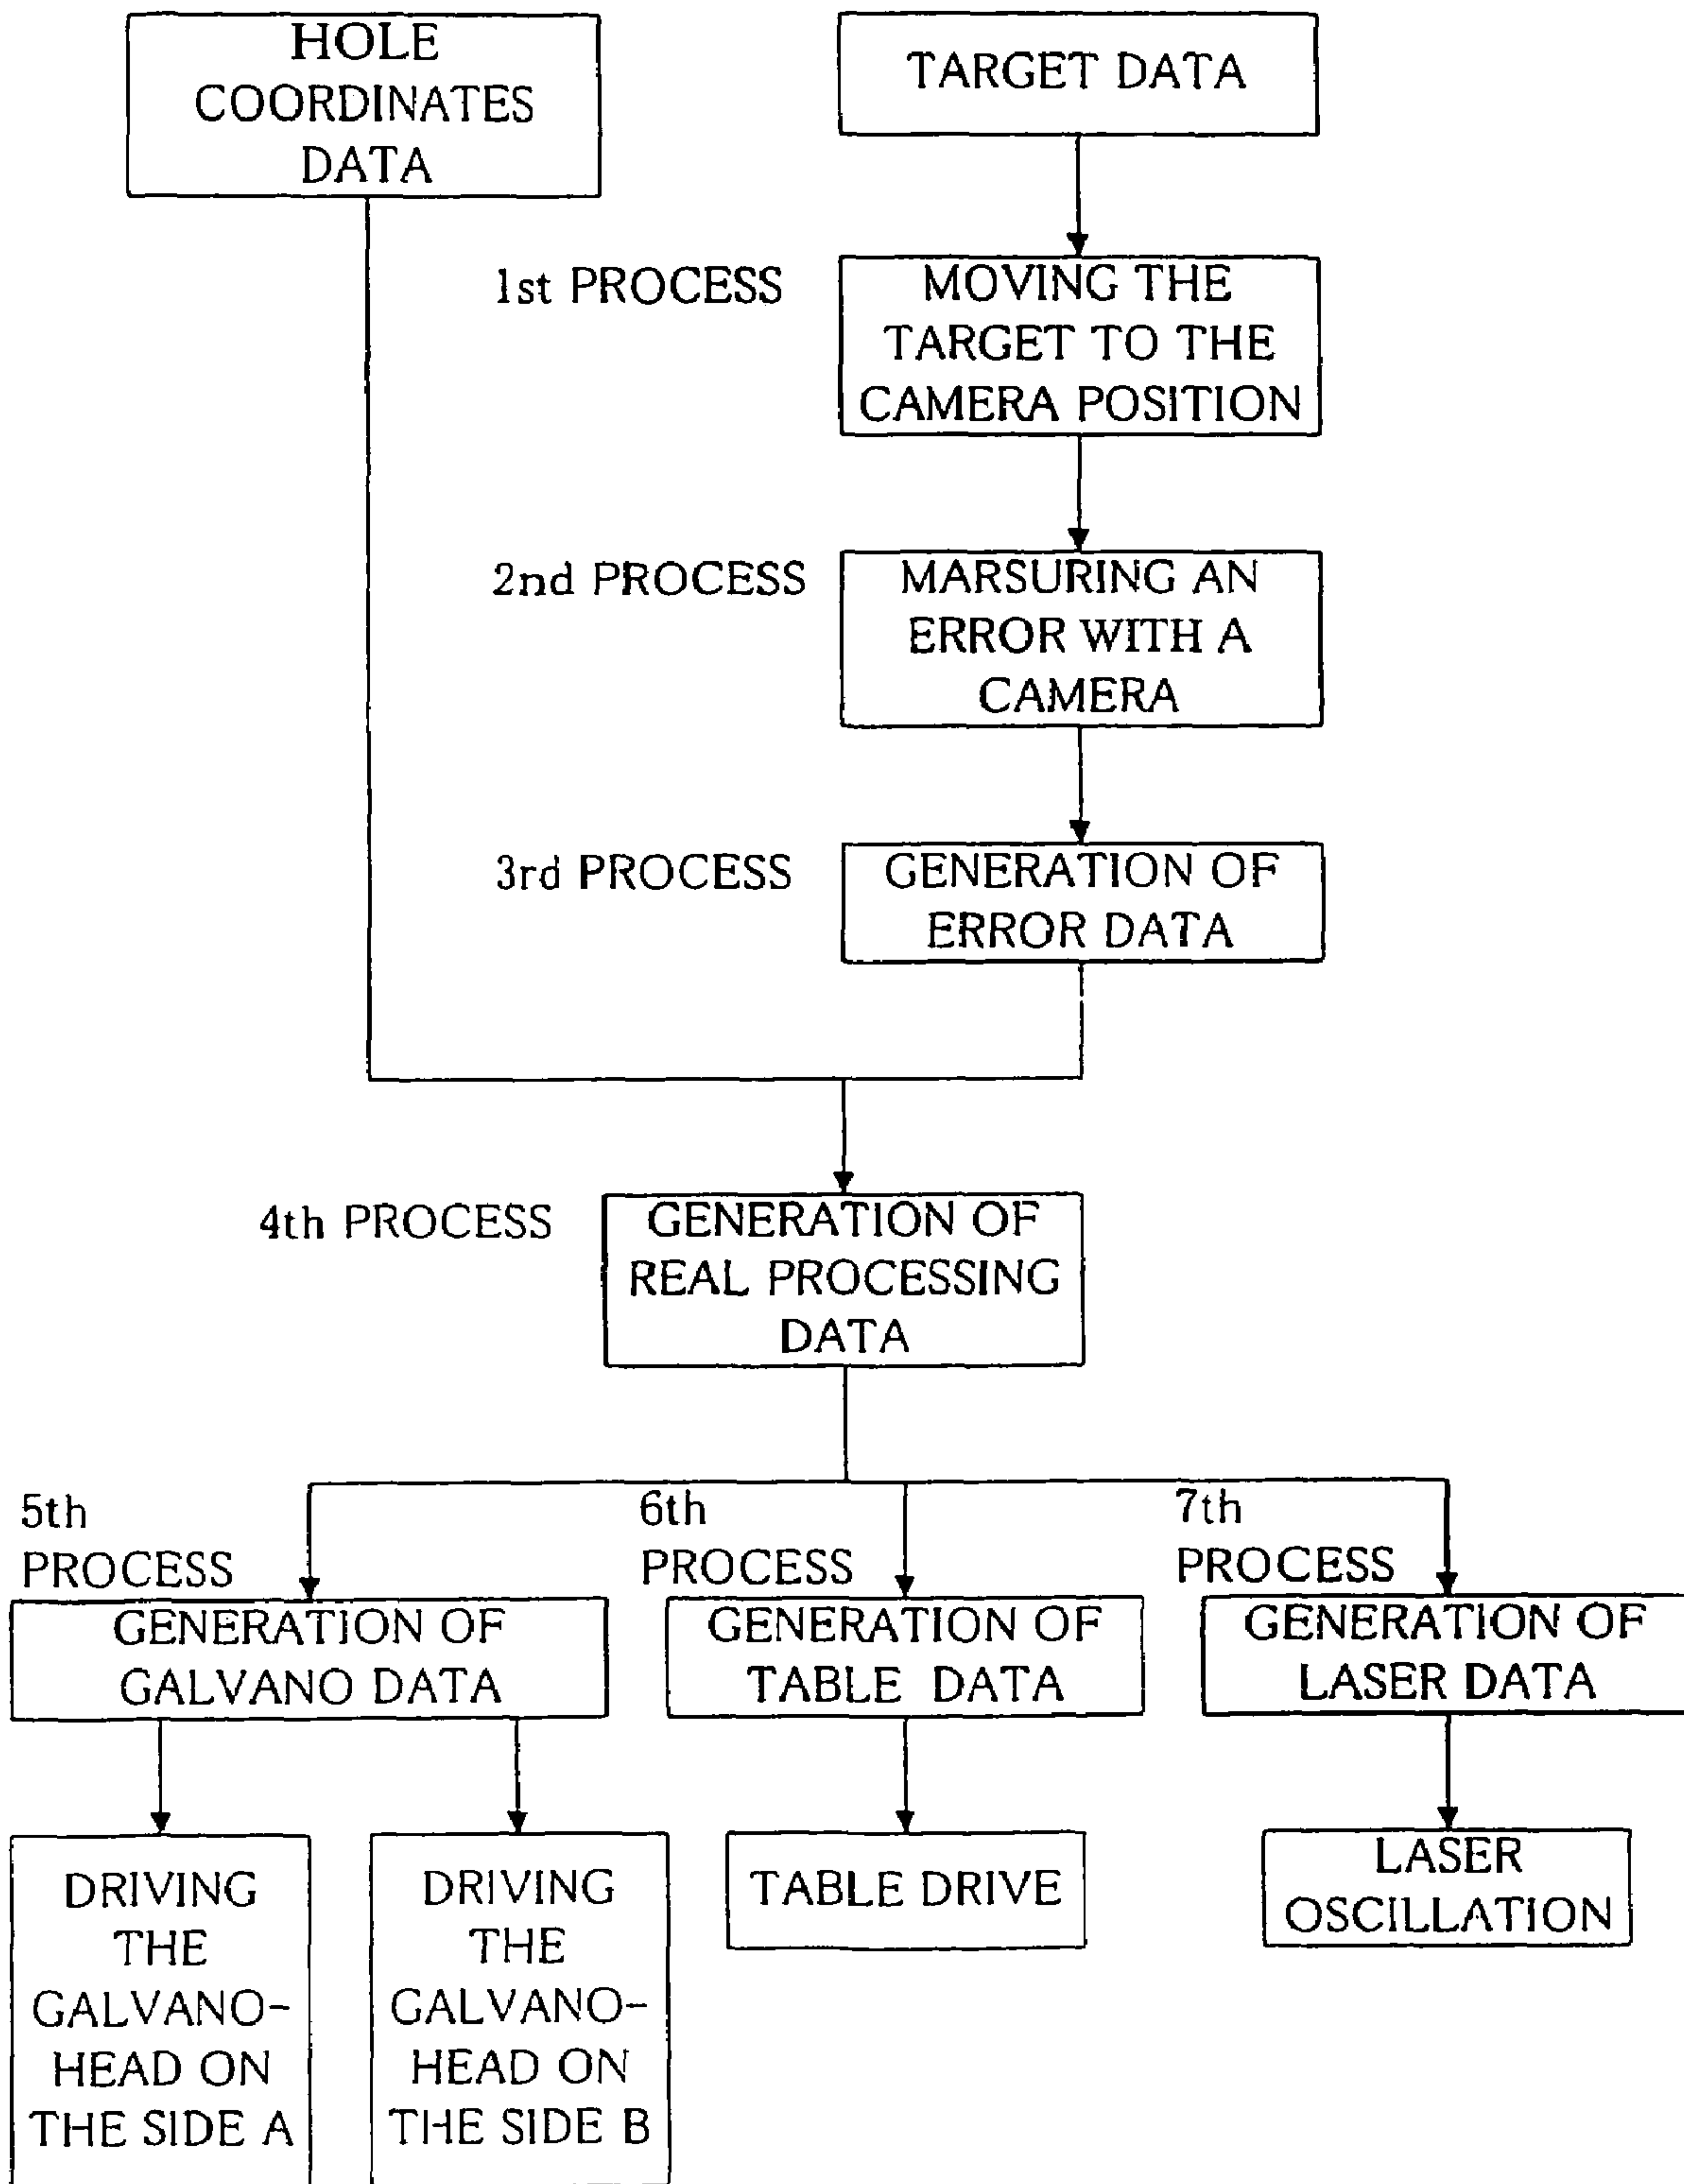 HOLE
COORDINATES
DATA
TARGET DATA
1st PROCESS
MOVING THE
TARGET TO THE
CAMERA POSITION
2nd PROCESS
MARSURING AN
ERROR WITH A
CAMERA
3rd PROCESS
GENERATION OF
ERROR DATA
4th PROCESS
GENERATION OF
REAL PROCESSING
DATA
5th
PROCESS
GENERATION OF
GALVANO DATA
6th
PROCESS
GENERATION OF
TABLE DATA
7th
PROCESS
GENERATION OF
LASER DATA
DRIVING
THE
GALVANO-
HEAD ON
THE SIDE A
DRIVING
THE
GALVANO-
HEAD ON
THE SIDE B
TABLE DRIVE
LASER
OSCILLATION